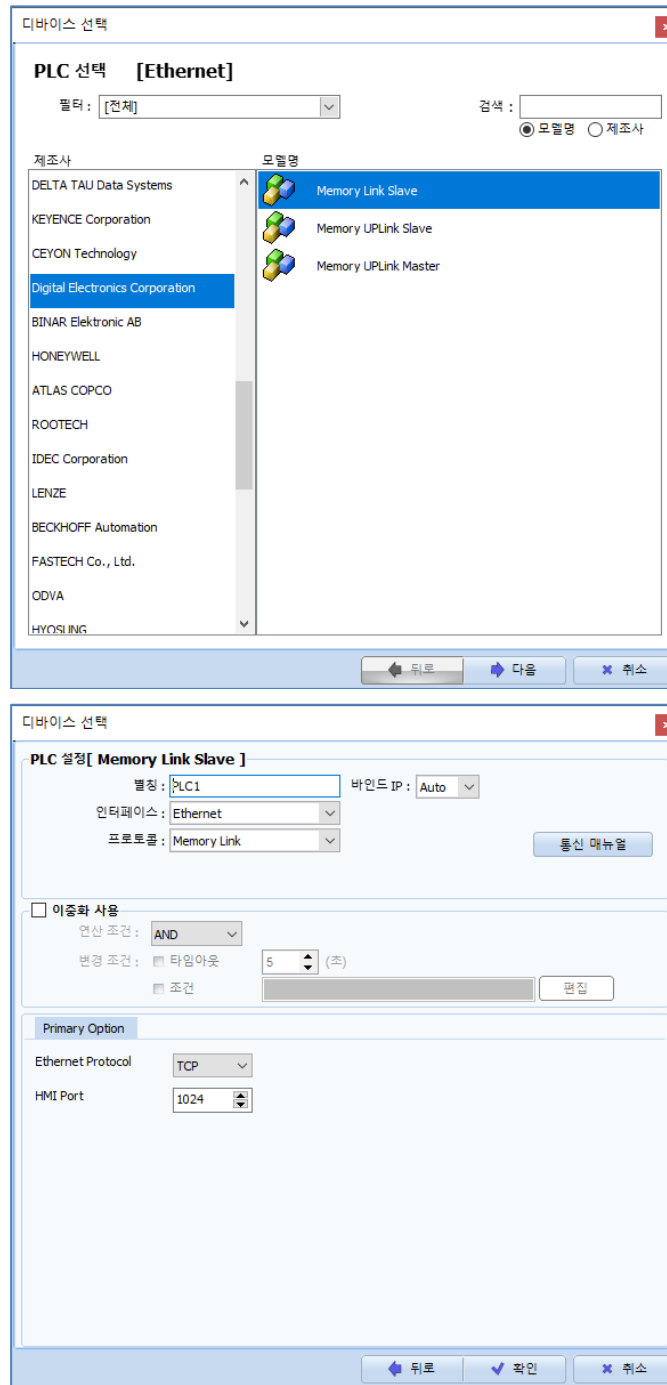 디바이스 선택
PLC 선택 [Ethernet]
필터 : [전체] 검색 :
모델명 제조사
제조사 모델명
DELTA TAU Data Systems
KEYENCE Corporation
CEYON Technology
Digital Electronics Corporation
BINAR Elektronic AB
HONEYWELL
ATLAS COPCO
ROOTECH
IDEC Corporation
LENZE
BECKHOFF Automation
FASTECH Co., Ltd.
ODVA
HYOSUNG
Memory Link Slave
Memory UPLink Slave
Memory UPLink Master
뒤로 다음 취소
디바이스 선택
PLC 설정[ Memory Link Slave ]
별칭 : PLC1 바인드 IP : Auto
인터페이스 : Ethernet
프로토콜 : Memory Link 통신 매뉴얼
이중화 사용
연산 조건 : AND
변경 조건 : 타임아웃 5 (초)
조건 편집
Primary Option
Ethernet Protocol TCP
HMI Port 1024
뒤로 확인 취소